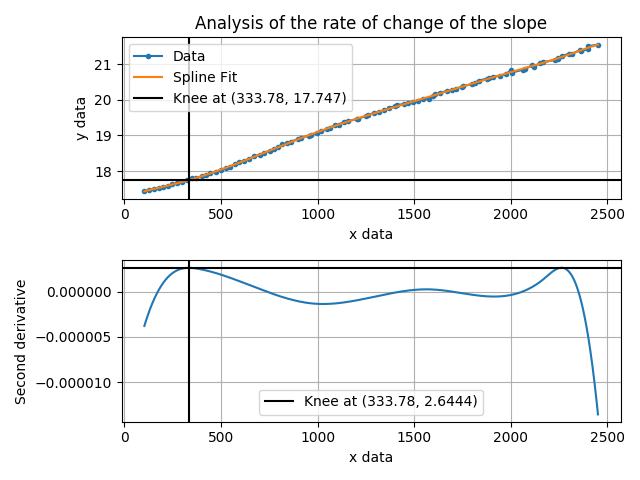 Analysis of the rate of change of the slope
Data
Spline Fit
Knee at (333.78, 17.747)
y data
21
20
19
18
0 500 1000 1500 2000 2500
x data
Second derivative
0.000000
−0.000005
−0.000010
Knee at (333.78, 2.6444)
0 500 1000 1500 2000 2500
x data